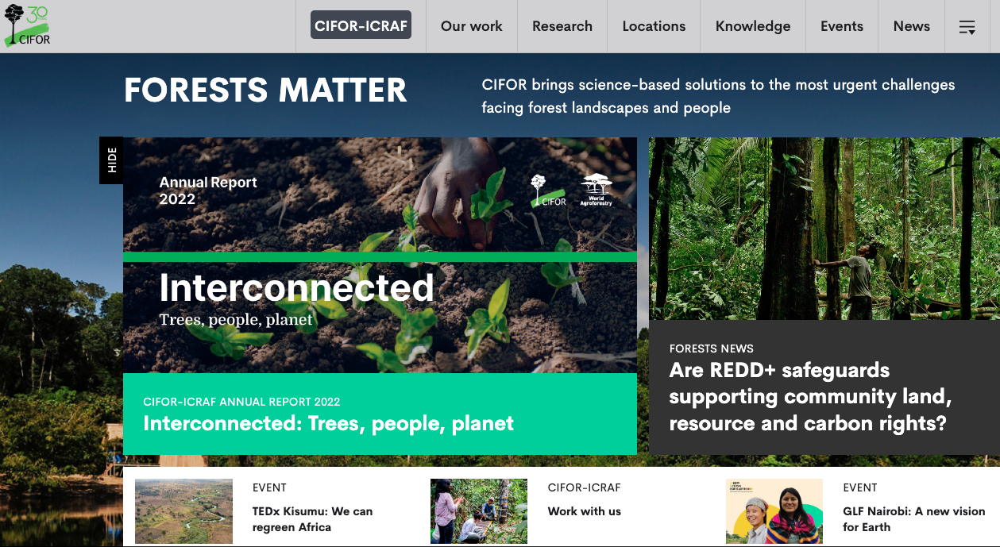 30
CIFOR
CIFOR-ICRAF
Our work
Research
Locations
Knowledge
Events
News
FORESTS MATTER
CIFOR brings science-based solutions to the most urgent challenges
facing forest landscapes and people
HIDE
Annual Report
2022
CIFOR
World
Agroforestry
Interconnected
Trees, people, planet
CIFOR-ICRAF ANNUAL REPORT 2022
Interconnected: Trees, people, planet
FORESTS NEWS
Are REDD+ safeguards
supporting community land,
resource and carbon rights?
EVENT
TEDx Kisumu: We can
regreen Africa
CIFOR-ICRAF
Work with us
A NEW
VISION
FOR EARTH
EVENT
GLF Nairobi: A new vision
for Earth